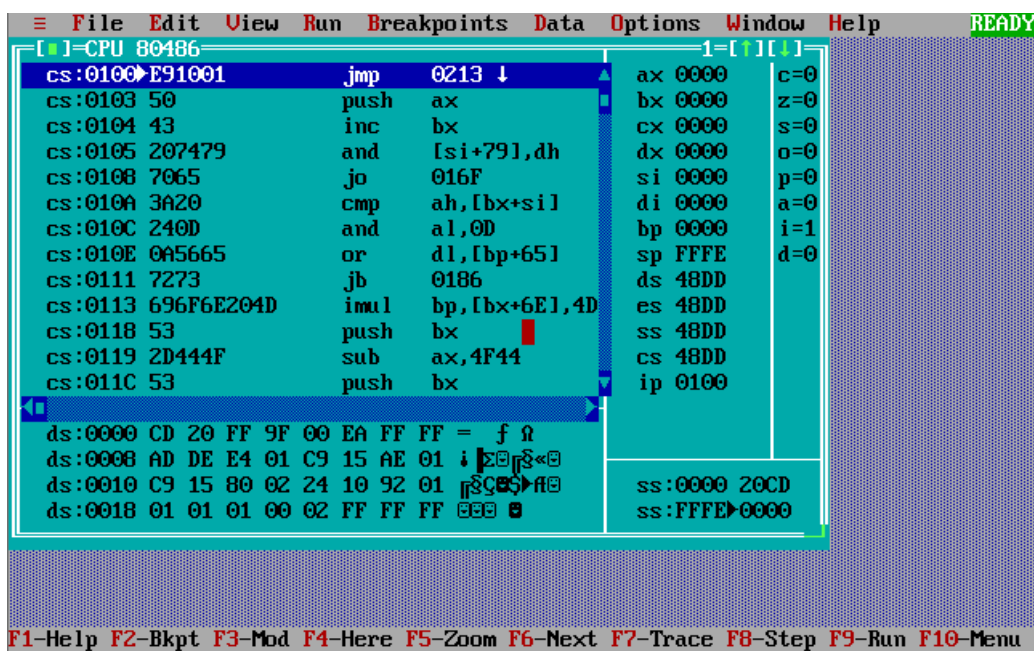 ≡ File Edit View Run Breakpoints Data Options Window Help READY
[■]=CPU 80486 1=[↑][↓]
cs:0100►E91001 jmp 0213 ↓ ax 0000 c=0
cs:0103 50 push ax bx 0000 z=0
cs:0104 43 inc bx cx 0000 s=0
cs:0105 207479 and [si+79],dh dx 0000 o=0
cs:0108 7065 jo 016F si 0000 p=0
cs:010A 3A20 cmp ah,[bx+si] di 0000 a=0
cs:010C 240D and al,0D bp 0000 i=1
cs:010E 0A5665 or dl,[bp+65] sp FFFE d=0
cs:0111 7273 jb 0186 ds 48DD
cs:0113 696F6E204D imul bp,[bx+6E],4D es 48DD
cs:0118 53 push bx ss 48DD
cs:0119 2D444F sub ax,4F44 cs 48DD
cs:011C 53 push bx ip 0100
ds:0000 CD 20 FF 9F 00 EA FF FF = ƒ Ω
ds:0008 AD DE E4 01 C9 15 AE 01 ¡▐Σ☺╔§«☺
ds:0010 C9 15 80 02 24 10 92 01 ╔§Ç☻$►Æ☺ ss:0000 20CD
ds:0018 01 01 01 00 02 FF FF FF ☺☺☺ ☻ ss:FFFE►0000
F1-Help F2-Bkpt F3-Mod F4-Here F5-Zoom F6-Next F7-Trace F8-Step F9-Run F10-Menu